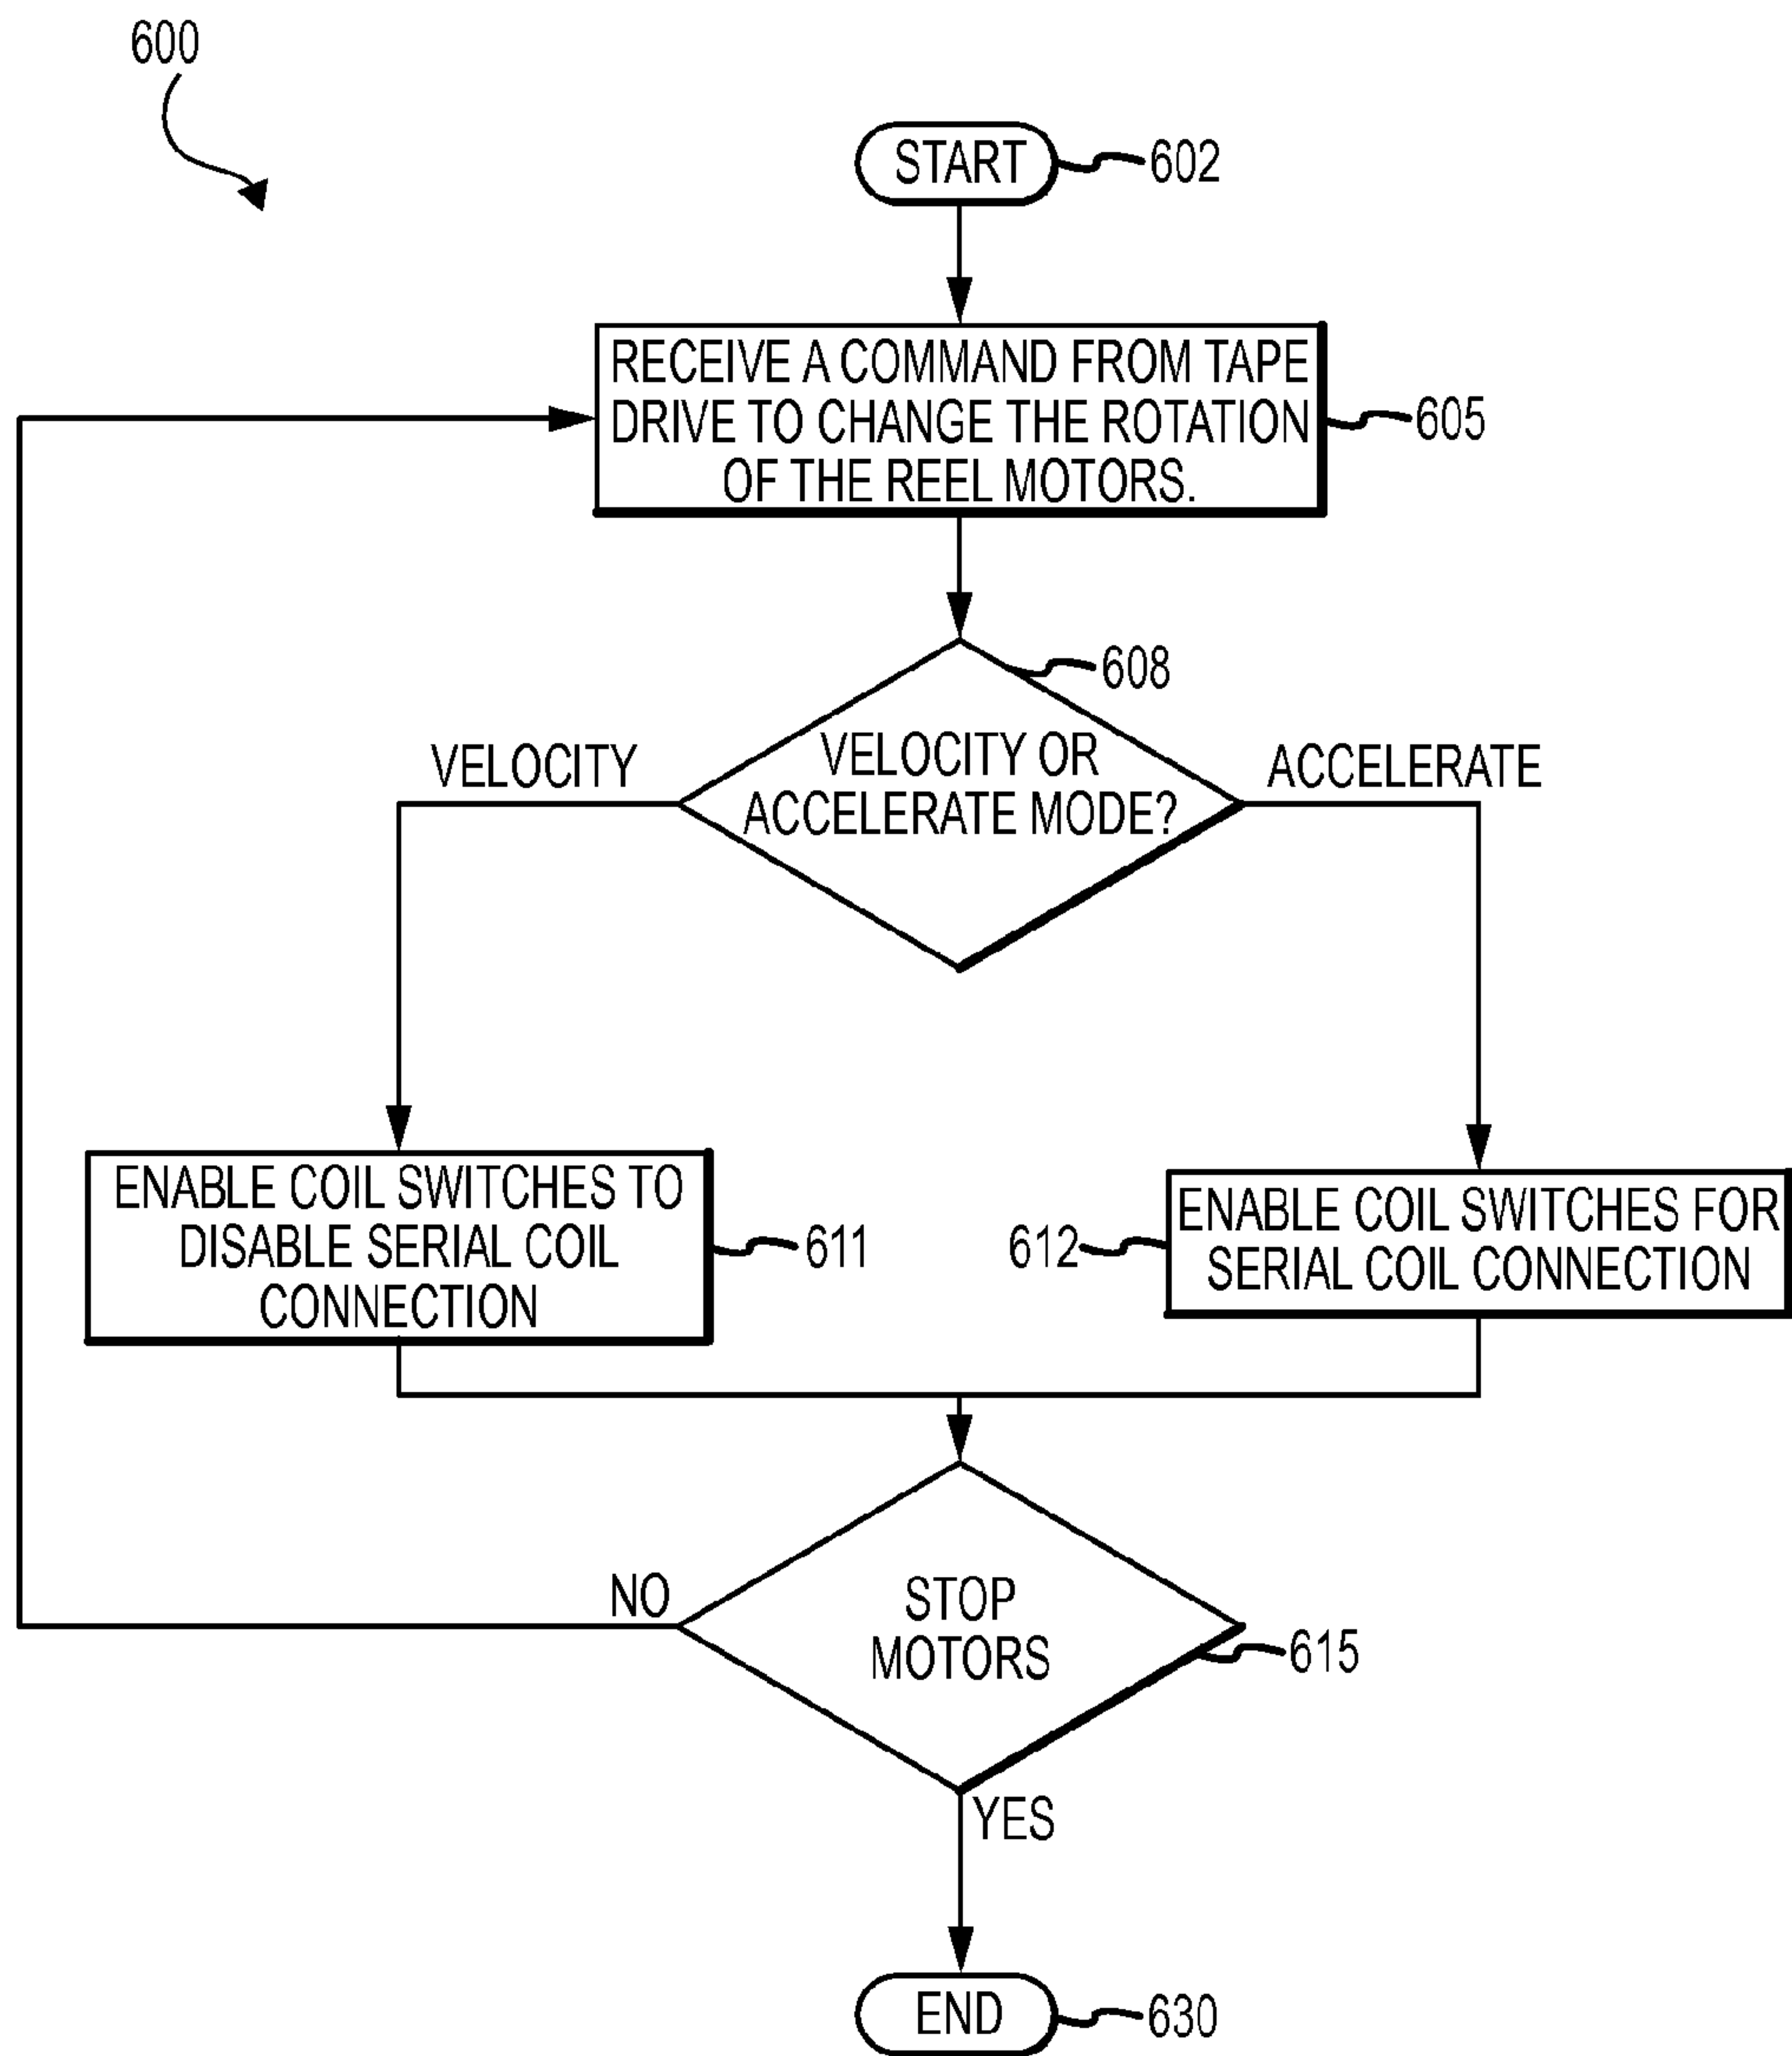 600
START
602
RECEIVE A COMMAND FROM TAPE
DRIVE TO CHANGE THE ROTATION
OF THE REEL MOTORS.
605
608
VELOCITY
VELOCITY OR
ACCELERATE MODE?
ACCELERATE
ENABLE COIL SWITCHES TO
DISABLE SERIAL COIL
CONNECTION
611
612
ENABLE COIL SWITCHES FOR
SERIAL COIL CONNECTION
NO
STOP
MOTORS
615
YES
END
630